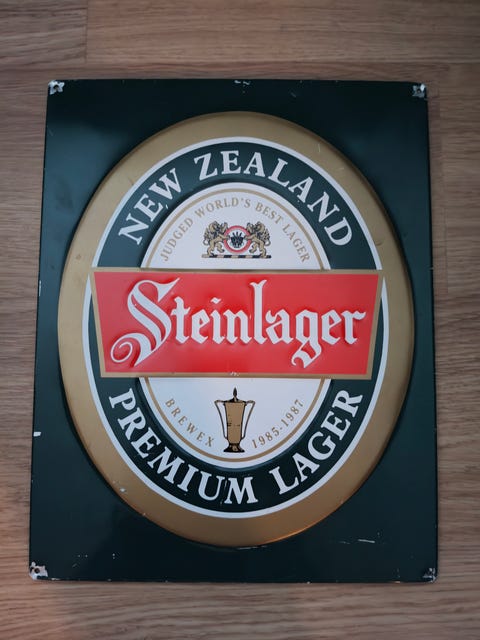 NEW ZEALAND
JUDGED WORLD'S BEST LAGER
Steinlager
BREWEX 1985-1987
PREMIUM LAGER